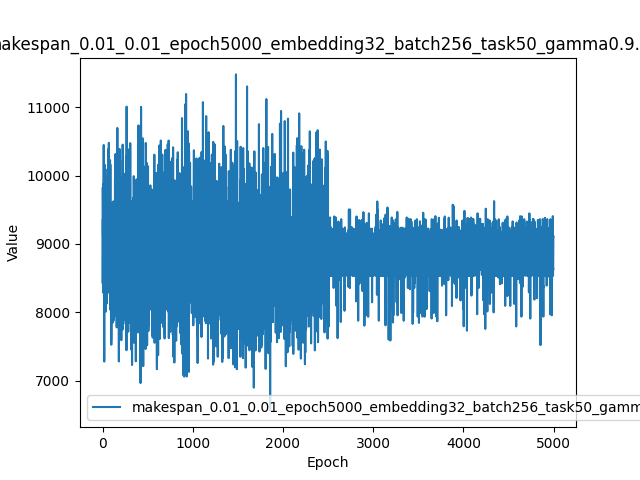 makespan_0.01_0.01_epoch5000_embedding32_batch256_task50_gamma0.9.
Value
11000
10000
9000
8000
7000
makespan_0.01_0.01_epoch5000_embedding32_batch256_task50_gamm
0 1000 2000 3000 4000 5000
Epoch